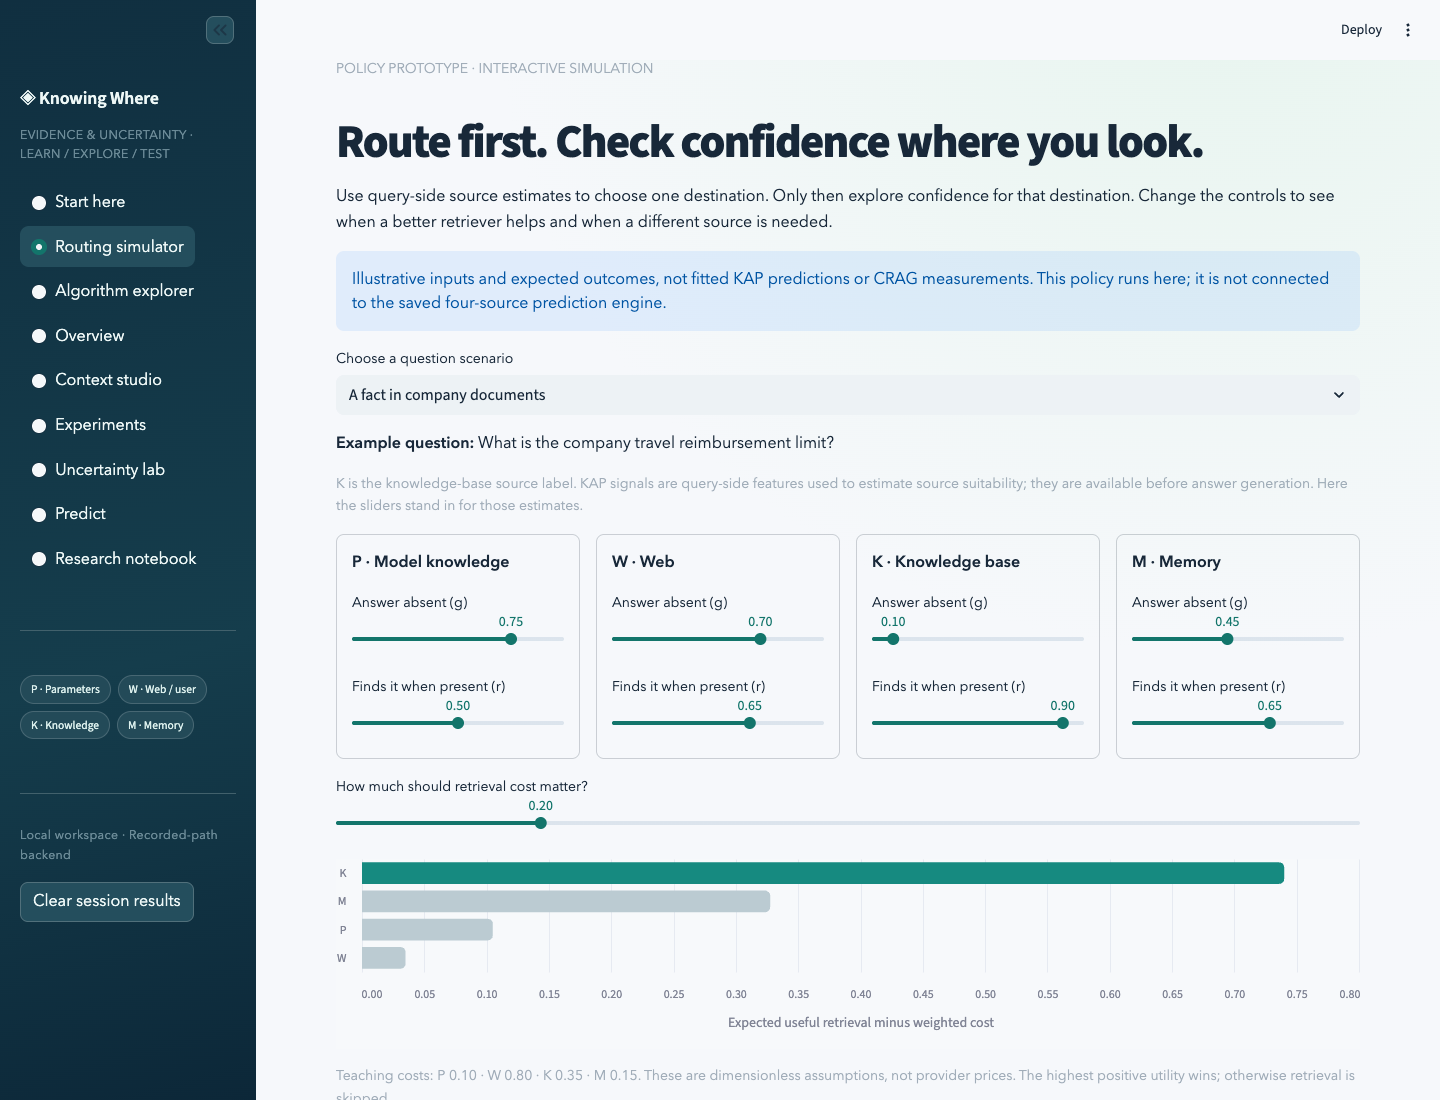 Deploy
Knowing Where
EVIDENCE & UNCERTAINTY ·
LEARN / EXPLORE / TEST
Start here
Routing simulator
Algorithm explorer
Overview
Context studio
Experiments
Uncertainty lab
Predict
Research notebook
P · Parameters
W · Web / user
K · Knowledge
M · Memory
Local workspace · Recorded-path
backend
Clear session results
POLICY PROTOTYPE · INTERACTIVE SIMULATION
Route first. Check confidence where you look.
Use query-side source estimates to choose one destination. Only then explore confidence for that destination. Change the controls to see
when a better retriever helps and when a different source is needed.
Illustrative inputs and expected outcomes, not fitted KAP predictions or CRAG measurements. This policy runs here; it is not connected
to the saved four-source prediction engine.
Choose a question scenario
A fact in company documents
Example question: What is the company travel reimbursement limit?
K is the knowledge-base source label. KAP signals are query-side features used to estimate source suitability; they are available before answer generation. Here
the sliders stand in for those estimates.
P · Model knowledge
Answer absent (g)
0.75
Finds it when present (r)
0.50
W · Web
Answer absent (g)
0.70
Finds it when present (r)
0.65
K · Knowledge base
Answer absent (g)
0.10
Finds it when present (r)
0.90
M · Memory
Answer absent (g)
0.45
Finds it when present (r)
0.65
How much should retrieval cost matter?
0.20
K
M
P
W
0.00 0.05 0.10 0.15 0.20 0.25 0.30 0.35 0.40 0.45 0.50 0.55 0.60 0.65 0.70 0.75 0.80
Expected useful retrieval minus weighted cost
Teaching costs: P 0.10 · W 0.80 · K 0.35 · M 0.15. These are dimensionless assumptions, not provider prices. The highest positive utility wins; otherwise retrieval is
skipped.